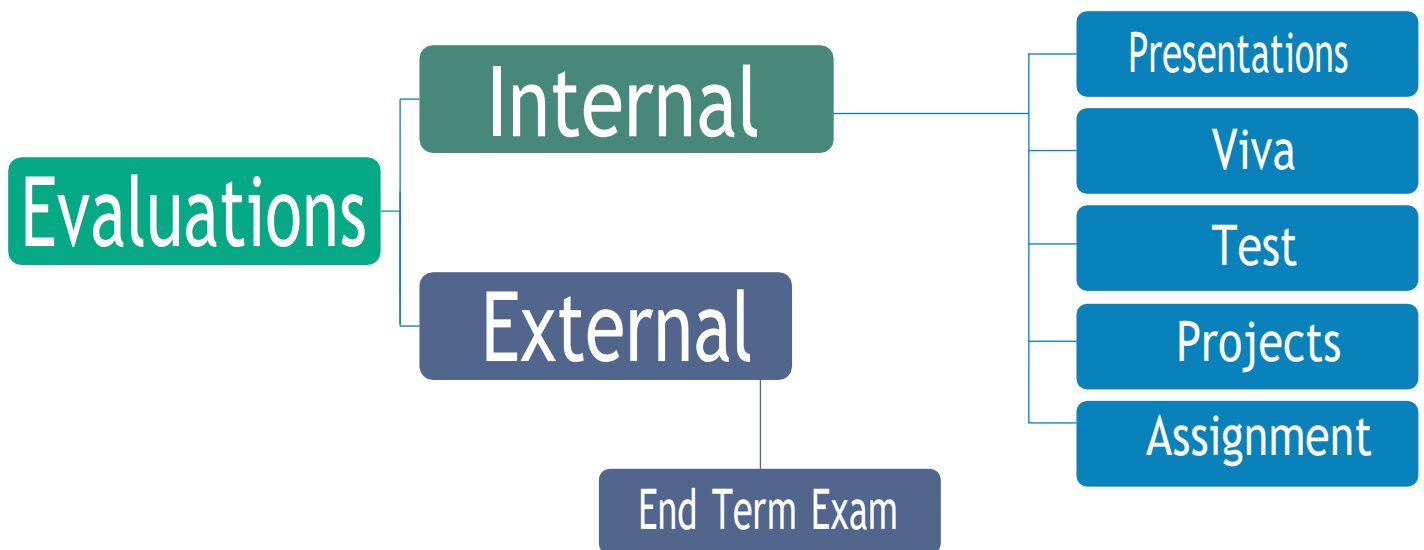 Evaluations
Internal
External
End Term Exam
Presentations
Viva
Test
Projects
Assignment